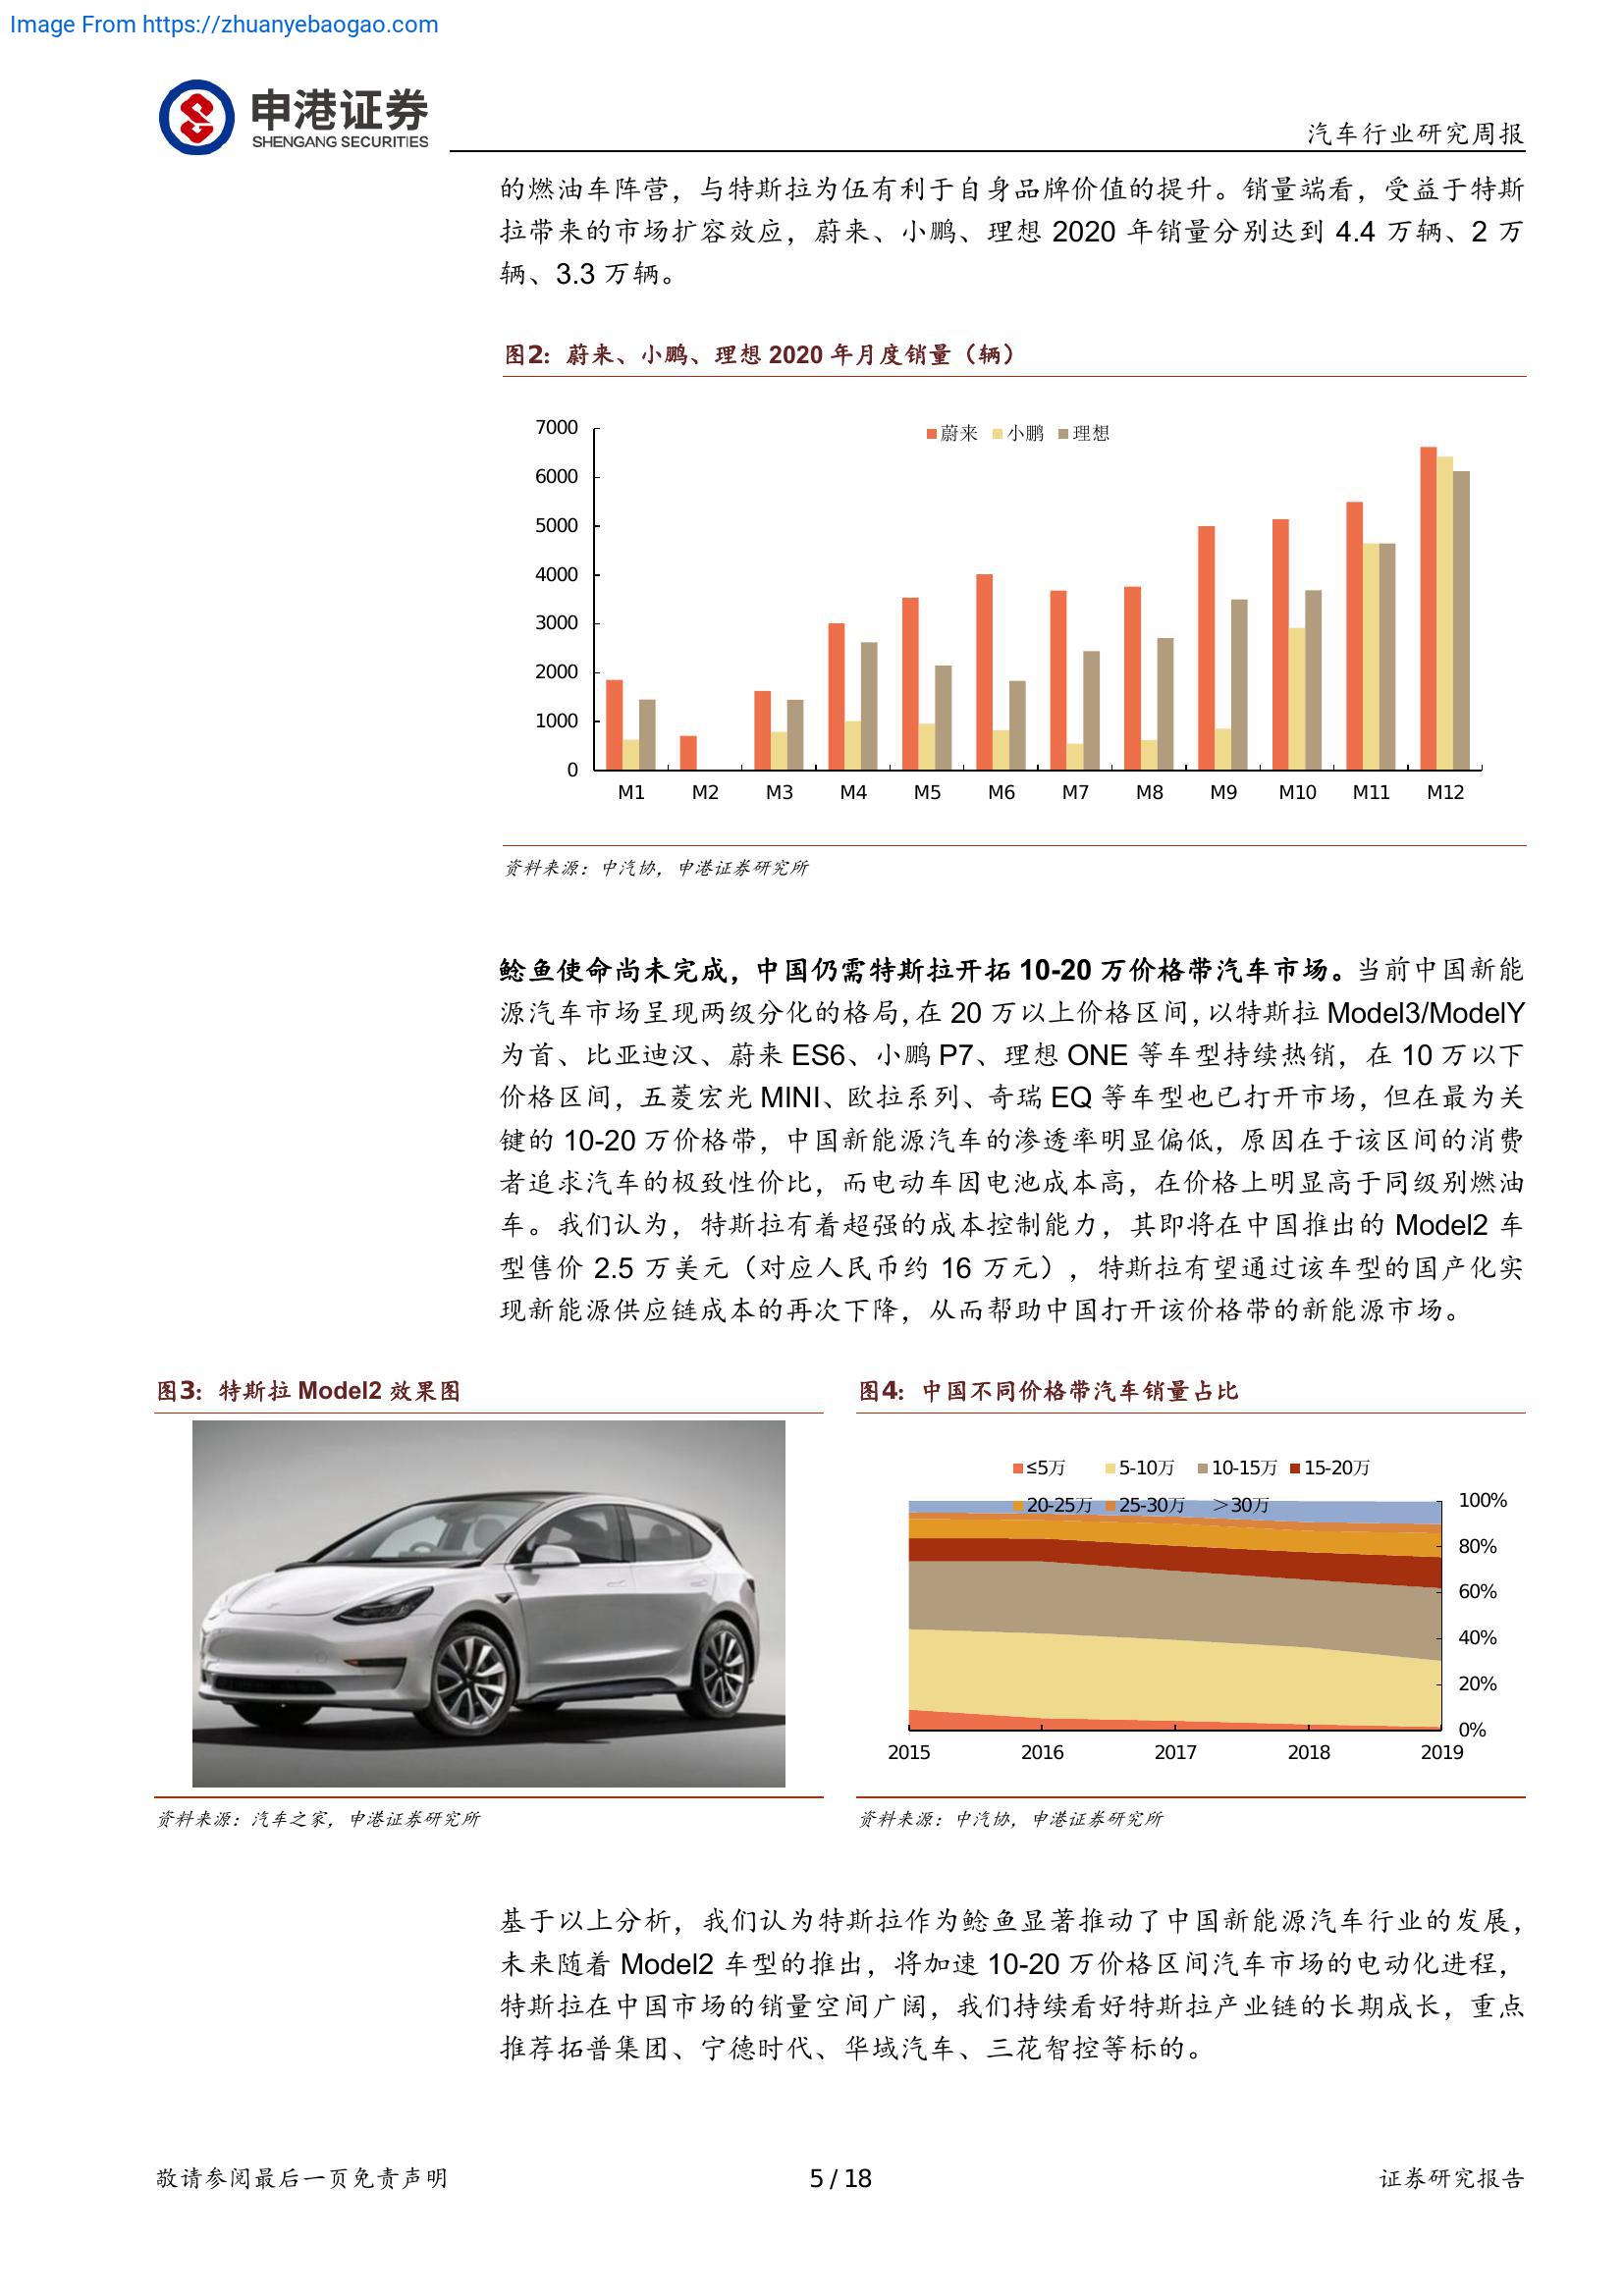 Image From https://zhuanyebaogao.com
申港证券
SHENGANG SECURITIES
汽车行业研究周报
的燃油车阵营，与特斯拉为伍有利于自身品牌价值的提升。销量端看，受益于特斯
拉带来的市场扩容效应，蔚来、小鹏、理想 2020 年销量分别达到 4.4 万辆、2 万
辆、3.3 万辆。
图2：蔚来、小鹏、理想 2020 年月度销量（辆）
蔚来 小鹏 理想
7000
6000
5000
4000
3000
2000
1000
0
M1 M2 M3 M4 M5 M6 M7 M8 M9 M10 M11 M12
资料来源：中汽协，申港证券研究所
鲶鱼使命尚未完成，中国仍需特斯拉开拓 10-20 万价格带汽车市场。当前中国新能
源汽车市场呈现两级分化的格局，在 20 万以上价格区间，以特斯拉 Model3/ModelY
为首、比亚迪汉、蔚来 ES6、小鹏 P7、理想 ONE 等车型持续热销，在 10 万以下
价格区间，五菱宏光 MINI、欧拉系列、奇瑞 EQ 等车型也已打开市场，但在最为关
键的 10-20 万价格带，中国新能源汽车的渗透率明显偏低，原因在于该区间的消费
者追求汽车的极致性价比，而电动车因电池成本高，在价格上明显高于同级别燃油
车。我们认为，特斯拉有着超强的成本控制能力，其即将在中国推出的 Model2 车
型售价 2.5 万美元（对应人民币约 16 万元），特斯拉有望通过该车型的国产化实
现新能源供应链成本的再次下降，从而帮助中国打开该价格带的新能源市场。
图3：特斯拉 Model2 效果图
资料来源：汽车之家，申港证券研究所
图4：中国不同价格带汽车销量占比
≤5万 5-10万 10-15万 15-20万
20-25万 25-30万 ＞30万
100%
80%
60%
40%
20%
0%
2015 2016 2017 2018 2019
资料来源：中汽协，申港证券研究所
基于以上分析，我们认为特斯拉作为鲶鱼显著推动了中国新能源汽车行业的发展，
未来随着 Model2 车型的推出，将加速 10-20 万价格区间汽车市场的电动化进程，
特斯拉在中国市场的销量空间广阔，我们持续看好特斯拉产业链的长期成长，重点
推荐拓普集团、宁德时代、华域汽车、三花智控等标的。
敬请参阅最后一页免责声明
5 / 18
证券研究报告